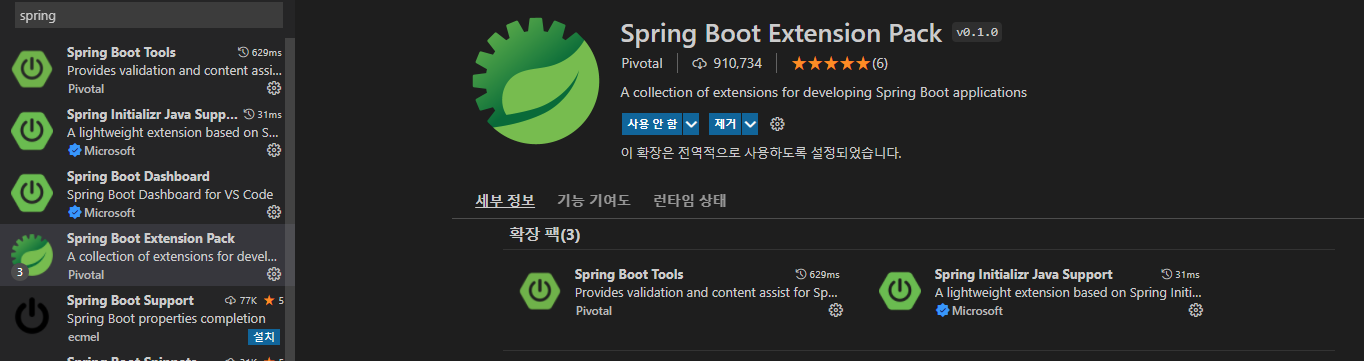 spring
Spring Boot Tools 629ms
Provides validation and content assi...
Pivotal
Spring Initializr Java Supp... 31ms
A lightweight extension based on S...
Microsoft
Spring Boot Dashboard
Spring Boot Dashboard for VS Code
Microsoft
Spring Boot Extension Pack
A collection of extensions for devel...
3
Pivotal
Spring Boot Support 77K 5
Spring Boot properties completion
ecmel 설치
Spring Boot Snippets 31K 5
Spring Boot Extension Pack v0.1.0
Pivotal 910,734 (6)
A collection of extensions for developing Spring Boot applications
사용 안 함 제거
이 확장은 전역적으로 사용하도록 설정되었습니다.
세부 정보 기능 기여도 런타임 상태
확장 팩(3)
Spring Boot Tools 629ms
Provides validation and content assist for Sp...
Pivotal
Spring Initializr Java Support 31ms
A lightweight extension based on Spring Initi...
Microsoft